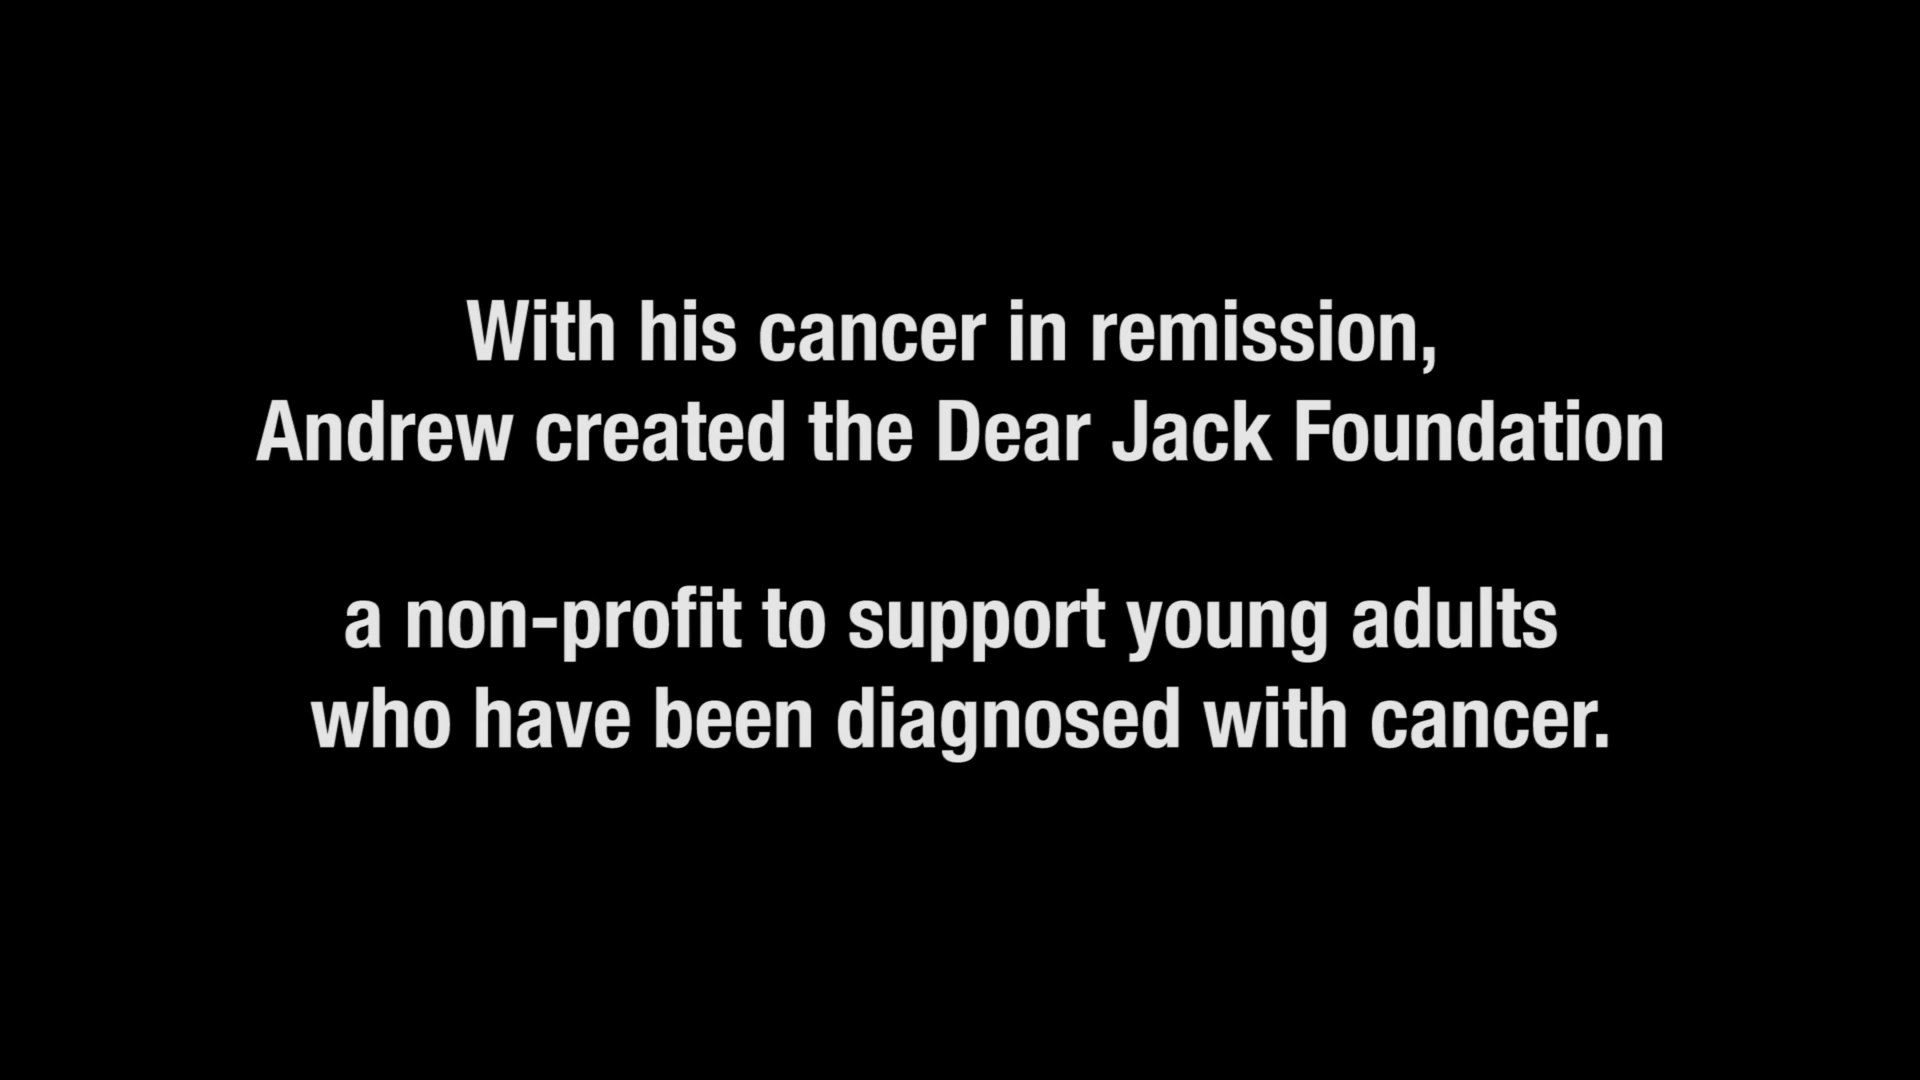 With his cancer in remission,
Andrew created the Dear Jack Foundation
a non-profit to support young adults
who have been diagnosed with cancer.